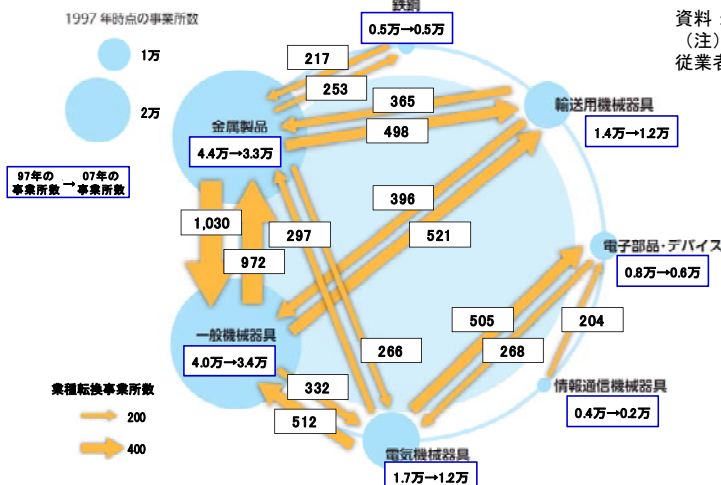 1997年時点の事業所数
1万
2万
97年の
事業所数
→
07年の
事業所数
鉄鋼
0.5万→0.5万
資料：
（注）
従業者
217
253
365
498
金属製品
4.4万→3.3万
輸送用機械器具
1.4万→1.2万
1,030
972
297
396
521
電子部品・デバイス
0.8万→0.6万
一般機械器具
4.0万→3.4万
266
505
268
204
業種転換事業所数
200
400
332
512
情報通信機械器具
0.4万→0.2万
電気機械器具
1.7万→1.2万